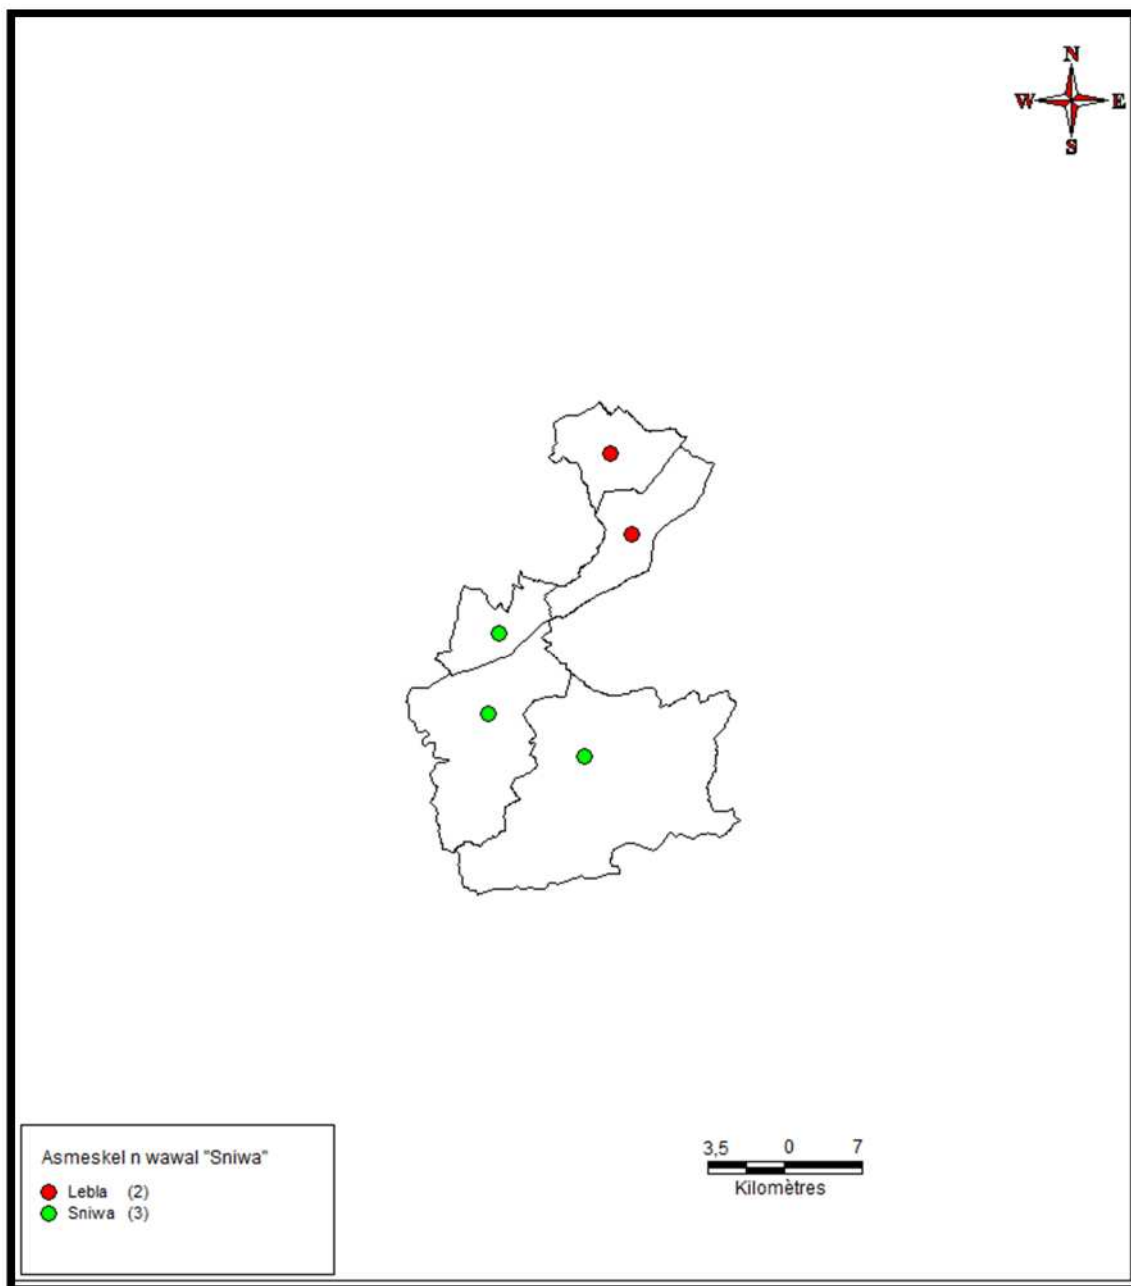 N
W E
S
Asmeskel n wawal "Sniwa"
Lebla (2)
Sniwa (3)
3,5 0 7
Kilomètres